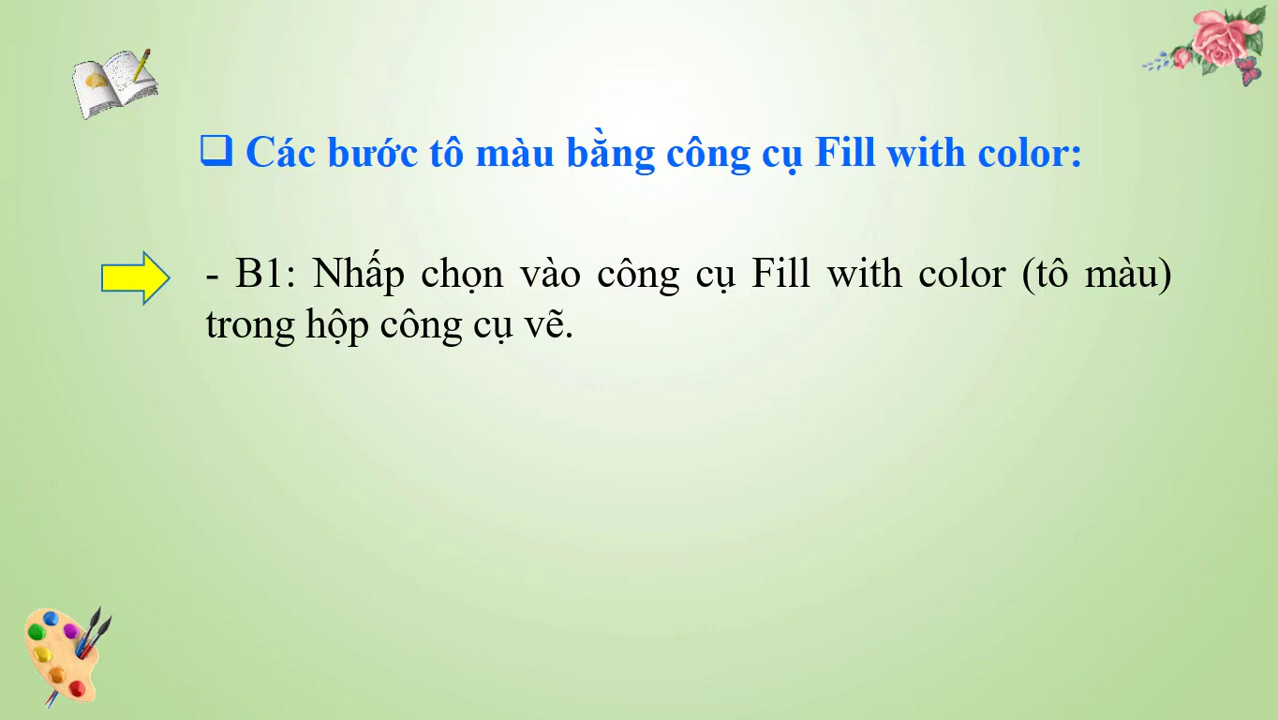 ❑ Các bước tô màu bằng công cụ Fill with color:
- B1: Nhấp chọn vào công cụ Fill with color (tô màu)
trong hộp công cụ vẽ.